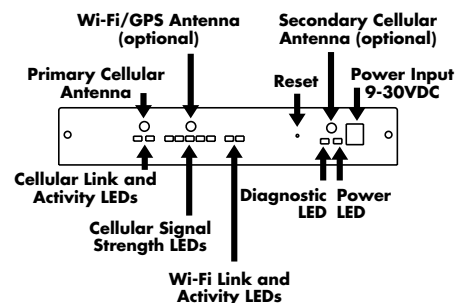 Wi-Fi/GPS Antenna
(optional)
Secondary Cellular
Antenna (optional)
Primary Cellular
Antenna
Reset
Power Input
9-30VDC
Cellular Link and
Activity LEDs
Diagnostic
LED
Power
LED
Cellular Signal
Strength LEDs
Wi-Fi Link and
Activity LEDs